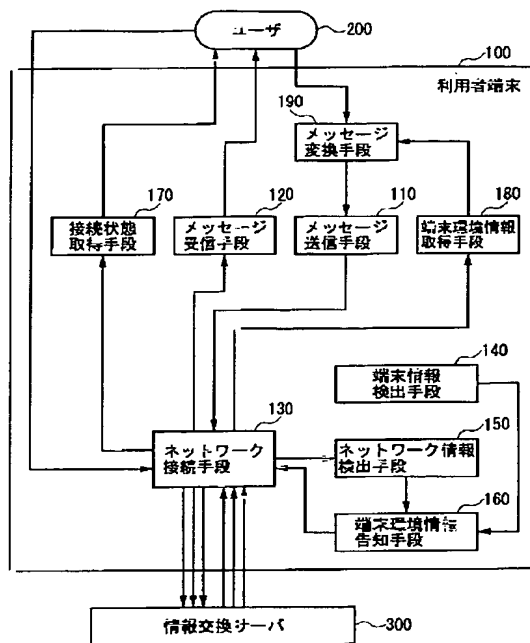 ユーザ
200
100
利用者端末
190
メッセージ
変換手段
170
120
110
180
接続状態
取得手段
メッセージ
受信手段
メッセージ
送信手段
端末環境情報
取得手段
140
端末情報
検出手段
130
150
ネットワーク
接続手段
ネットワーク情報
検出手段
160
端末環境情報
告知手段
情報交換サーバ
300